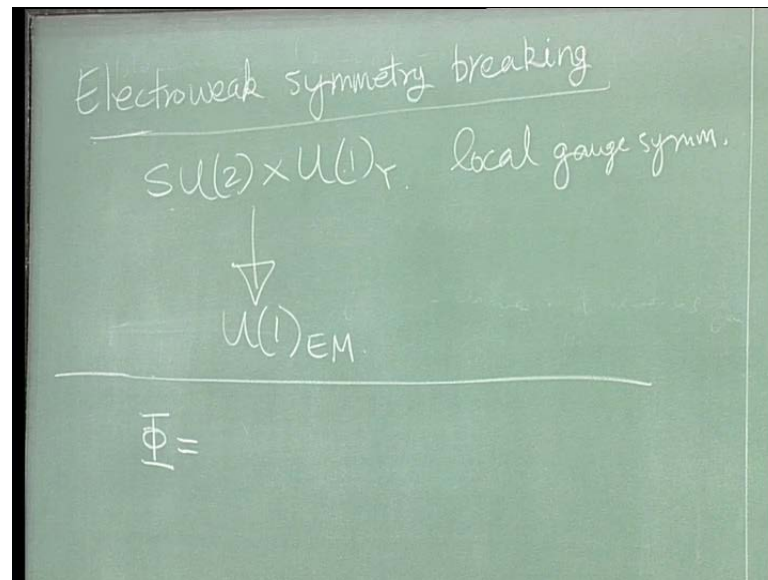 Electroweak symmetry breaking
SU(2)×U(1)Y. local gauge symm.
U(1)EM.
Φ=